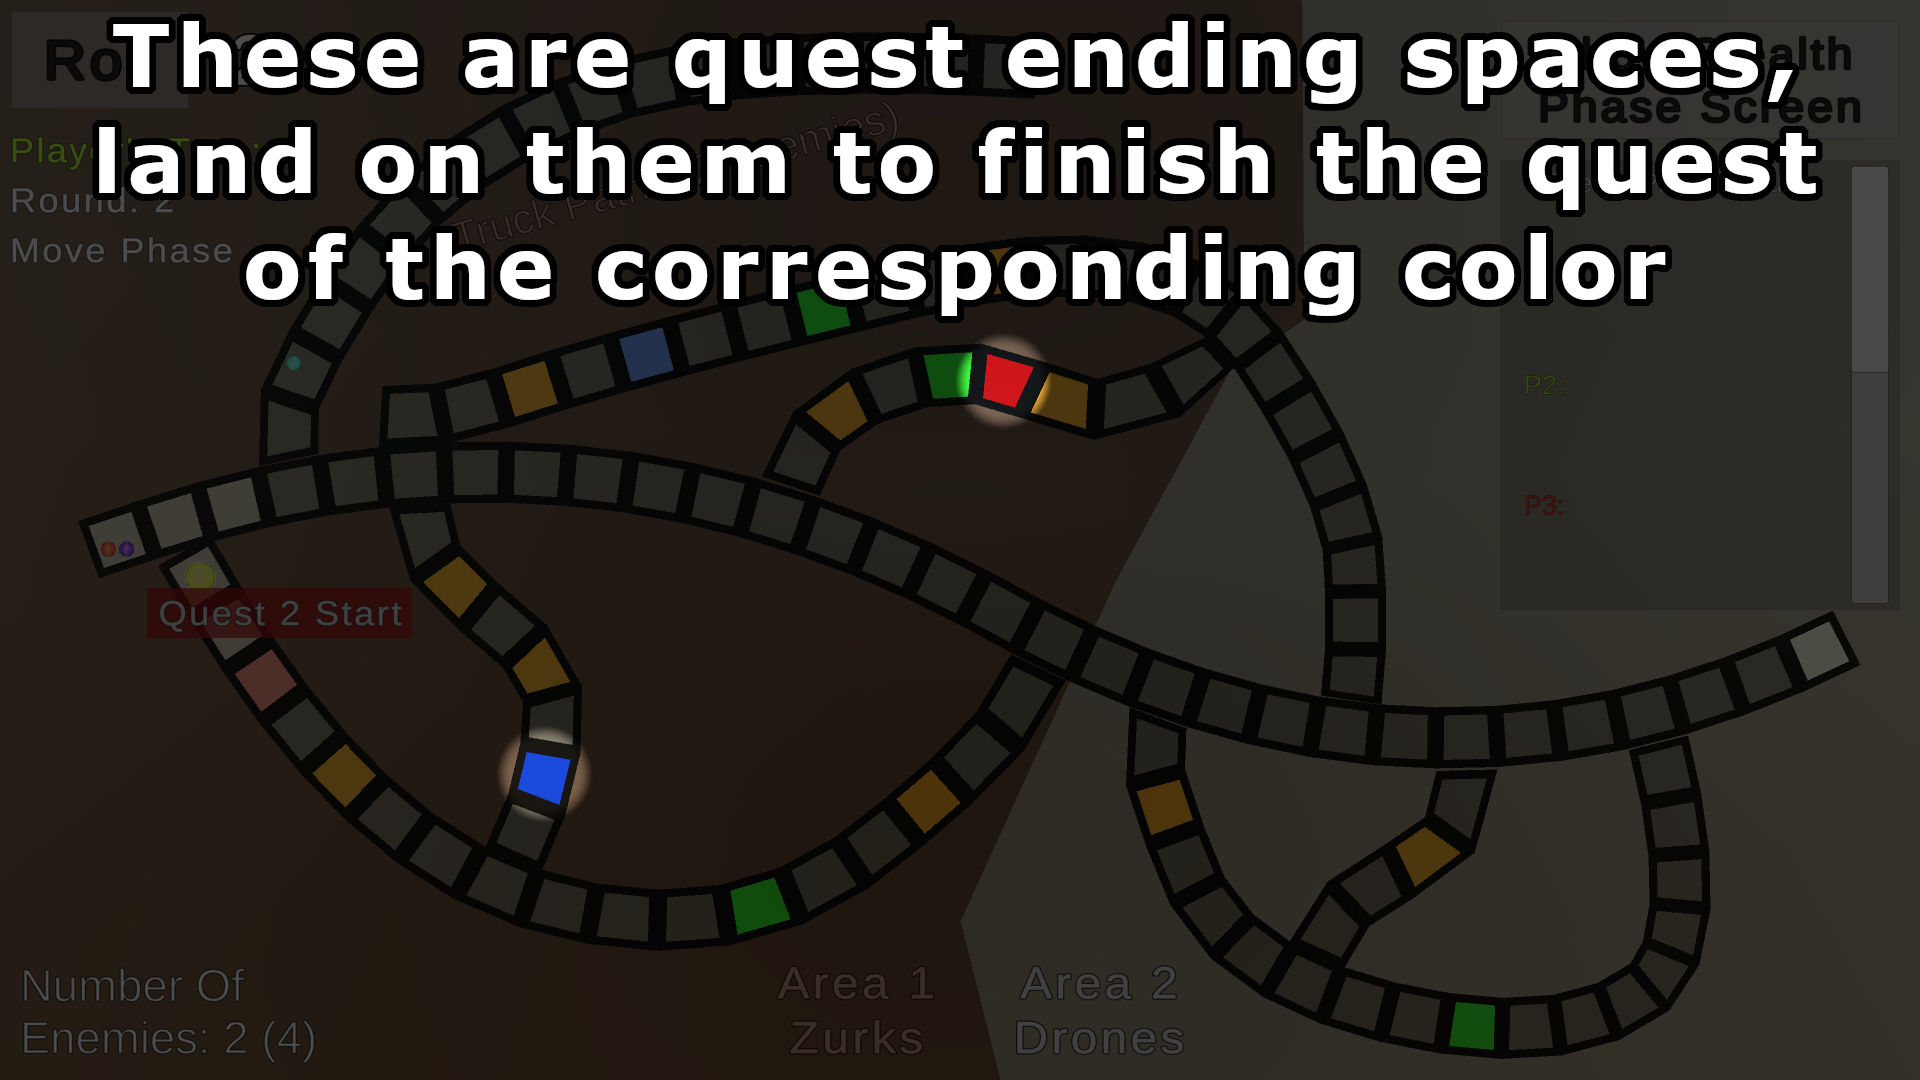 These are quest ending spaces,
land on them to finish the quest
of the corresponding color
Round: 2
Move Phase
Truck
Phase Screen
P2:
P3:
Quest 2 Start
Number Of
Enemies: 2 (4)
Area 1
Zurks
Area 2
Drones